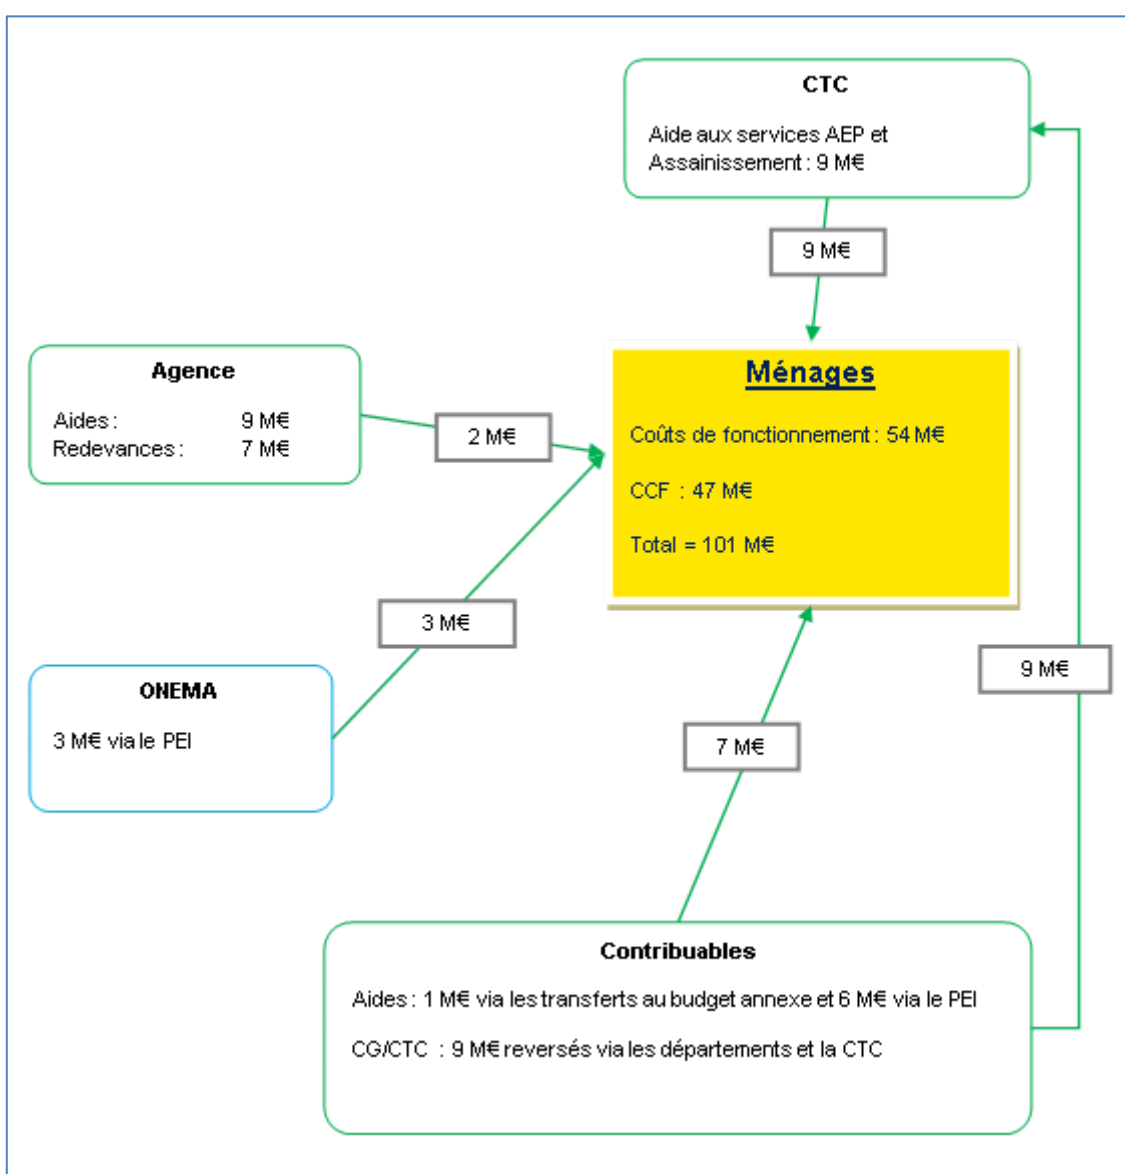 CTC
Aide aux services AEP et
Assainissement : 9 M€
9 M€
Agence
Aides : 9 M€
Redevances : 7 M€
2 M€
Ménages
Coûts de fonctionnement : 54 M€
CCF : 47 M€
Total = 101 M€
3 M€
ONEMA
3 M€ via le PEI
9 M€
7 M€
Contribuables
Aides : 1 M€ via les transferts au budget annexe et 6 M€ via le PEI
CG/CTC : 9 M€ reversés via les départements et la CTC